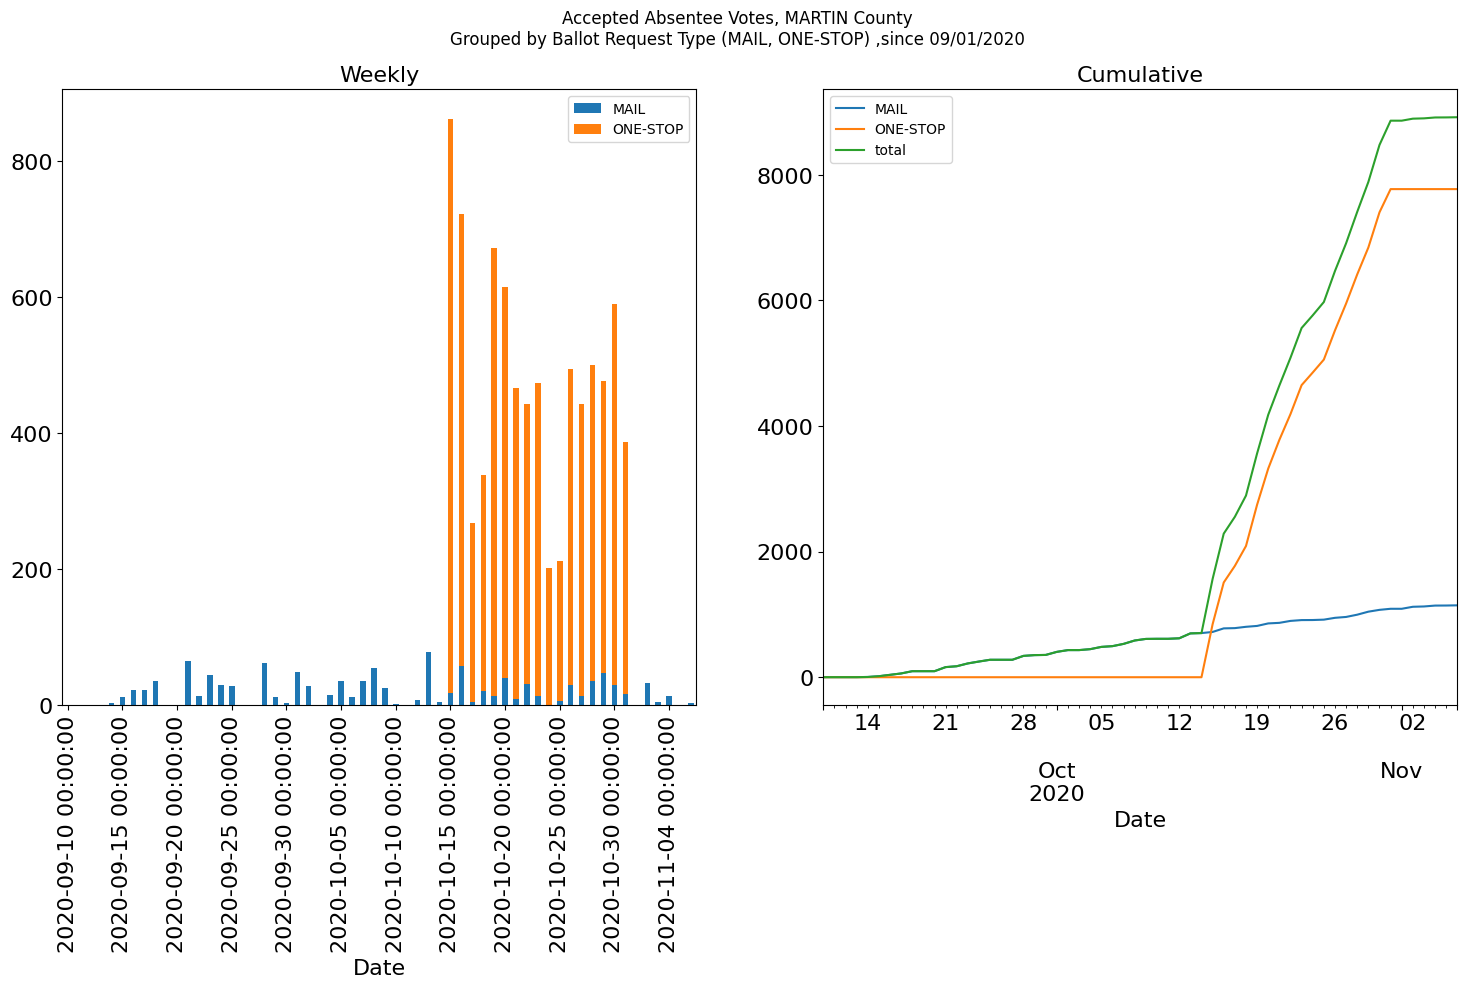 Accepted Absentee Votes, MARTIN County
Grouped by Ballot Request Type (MAIL, ONE-STOP) ,since 09/01/2020
Weekly
MAIL
ONE-STOP
800
600
400
200
0
2020-09-10 00:00:00
2020-09-15 00:00:00
2020-09-20 00:00:00
2020-09-25 00:00:00
2020-09-30 00:00:00
2020-10-05 00:00:00
2020-10-10 00:00:00
2020-10-15 00:00:00
2020-10-20 00:00:00
2020-10-25 00:00:00
2020-10-30 00:00:00
2020-11-04 00:00:00
Date
Cumulative
MAIL
ONE-STOP
total
8000
6000
4000
2000
0
14 21 28 05 12 19 26 02
Oct Nov
2020
Date